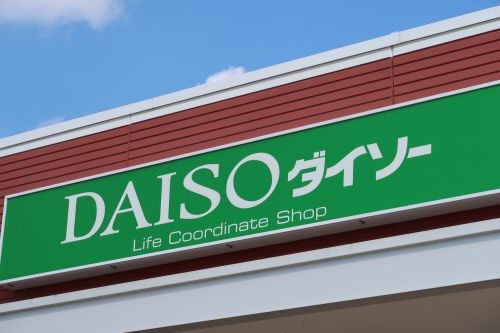 DAISOダイソー
Life Coordinate Shop